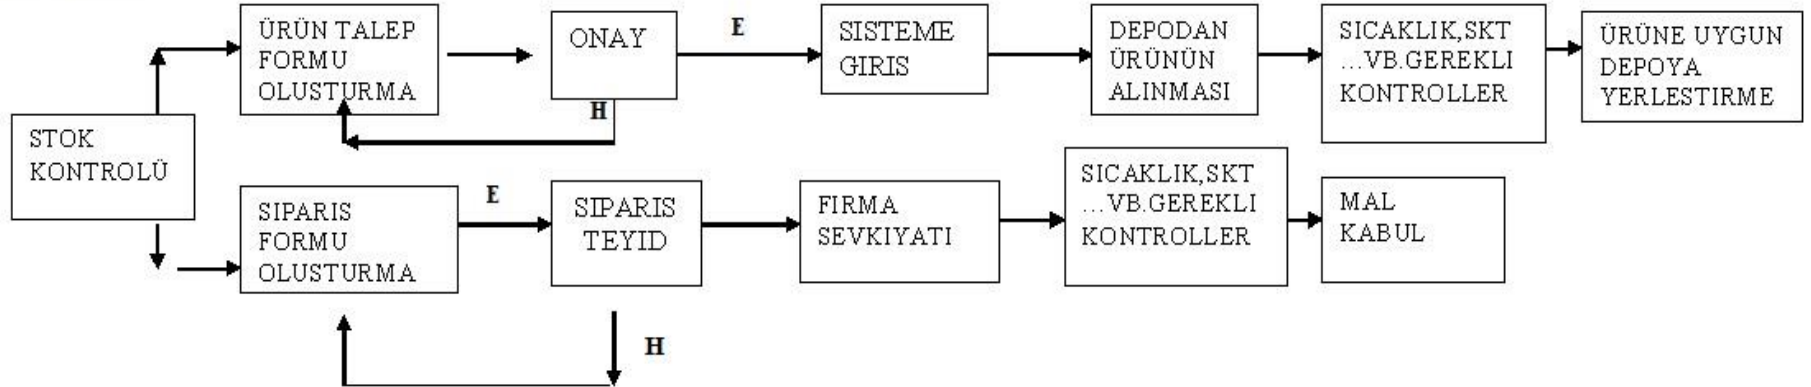 STOK
KONTROLÜ
ÜRÜN TALEP
FORMU
OLUSTURMA
ONAY
H
E
SISTEME
GIRIS
DEPODAN
ÜRÜNÜN
ALINMASI
SICAKLIK,SKT
...VB.GEREKLI
KONTROLLER
ÜRÜNE UYGUN
DEPOYA
YERLESTIRME
SIPARIS
FORMU
OLUSTURMA
E
SIPARIS
TEYID
H
FIRMA
SEVKIYATI
SICAKLIK,SKT
...VB.GEREKLI
KONTROLLER
MAL
KABUL